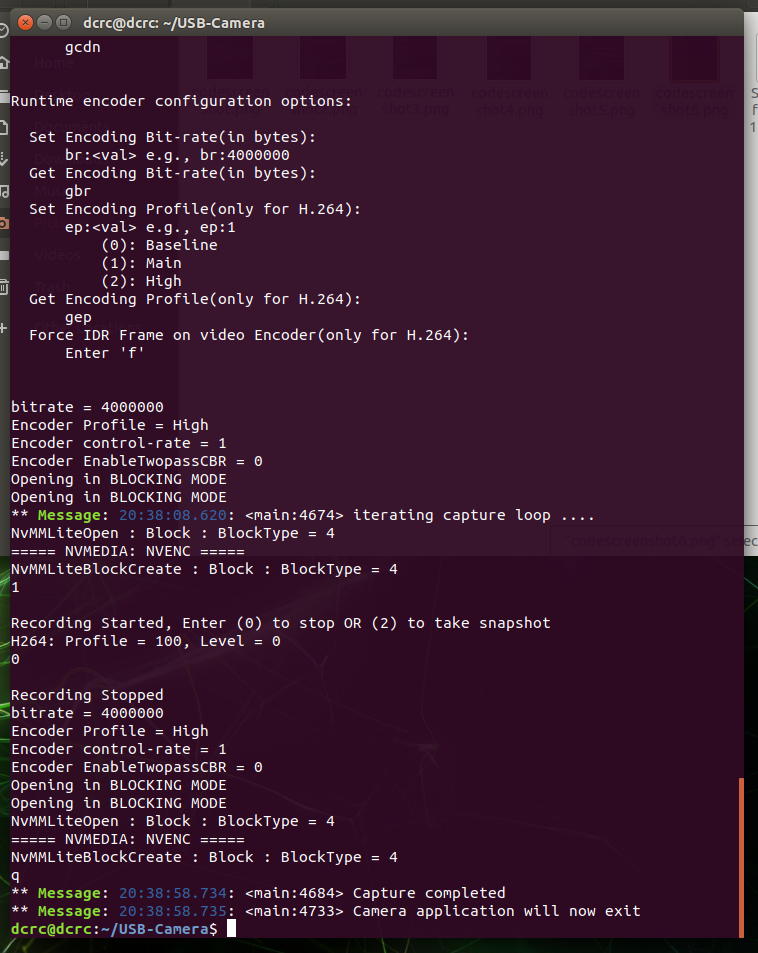 dcrc@dcrc: ~/USB-Camera
gcdn
Runtime encoder configuration options:
Set Encoding Bit-rate(in bytes):
br:<val> e.g., br:4000000
Get Encoding Bit-rate(in bytes):
gbr
Set Encoding Profile(only for H.264):
ep:<val> e.g., ep:1
(0): Baseline
(1): Main
(2): High
Get Encoding Profile(only for H.264):
gep
Force IDR Frame on video Encoder(only for H.264):
Enter 'f'
bitrate = 4000000
Encoder Profile = High
Encoder control-rate = 1
Encoder EnableTwopassCBR = 0
Opening in BLOCKING MODE
Opening in BLOCKING MODE
** Message: 20:38:08.620: <main:4674> iterating capture loop ....
NvMMLiteOpen : Block : BlockType = 4
===== NVMEDIA: NVENC =====
NvMMLiteBlockCreate : Block : BlockType = 4
1
Recording Started, Enter (0) to stop OR (2) to take snapshot
H264: Profile = 100, Level = 0
0
Recording Stopped
bitrate = 4000000
Encoder Profile = High
Encoder control-rate = 1
Encoder EnableTwopassCBR = 0
Opening in BLOCKING MODE
Opening in BLOCKING MODE
NvMMLiteOpen : Block : BlockType = 4
===== NVMEDIA: NVENC =====
NvMMLiteBlockCreate : Block : BlockType = 4
q
** Message: 20:38:58.734: <main:4684> Capture completed
** Message: 20:38:58.735: <main:4733> Camera application will now exit
dcrc@dcrc:~/USB-Camera$